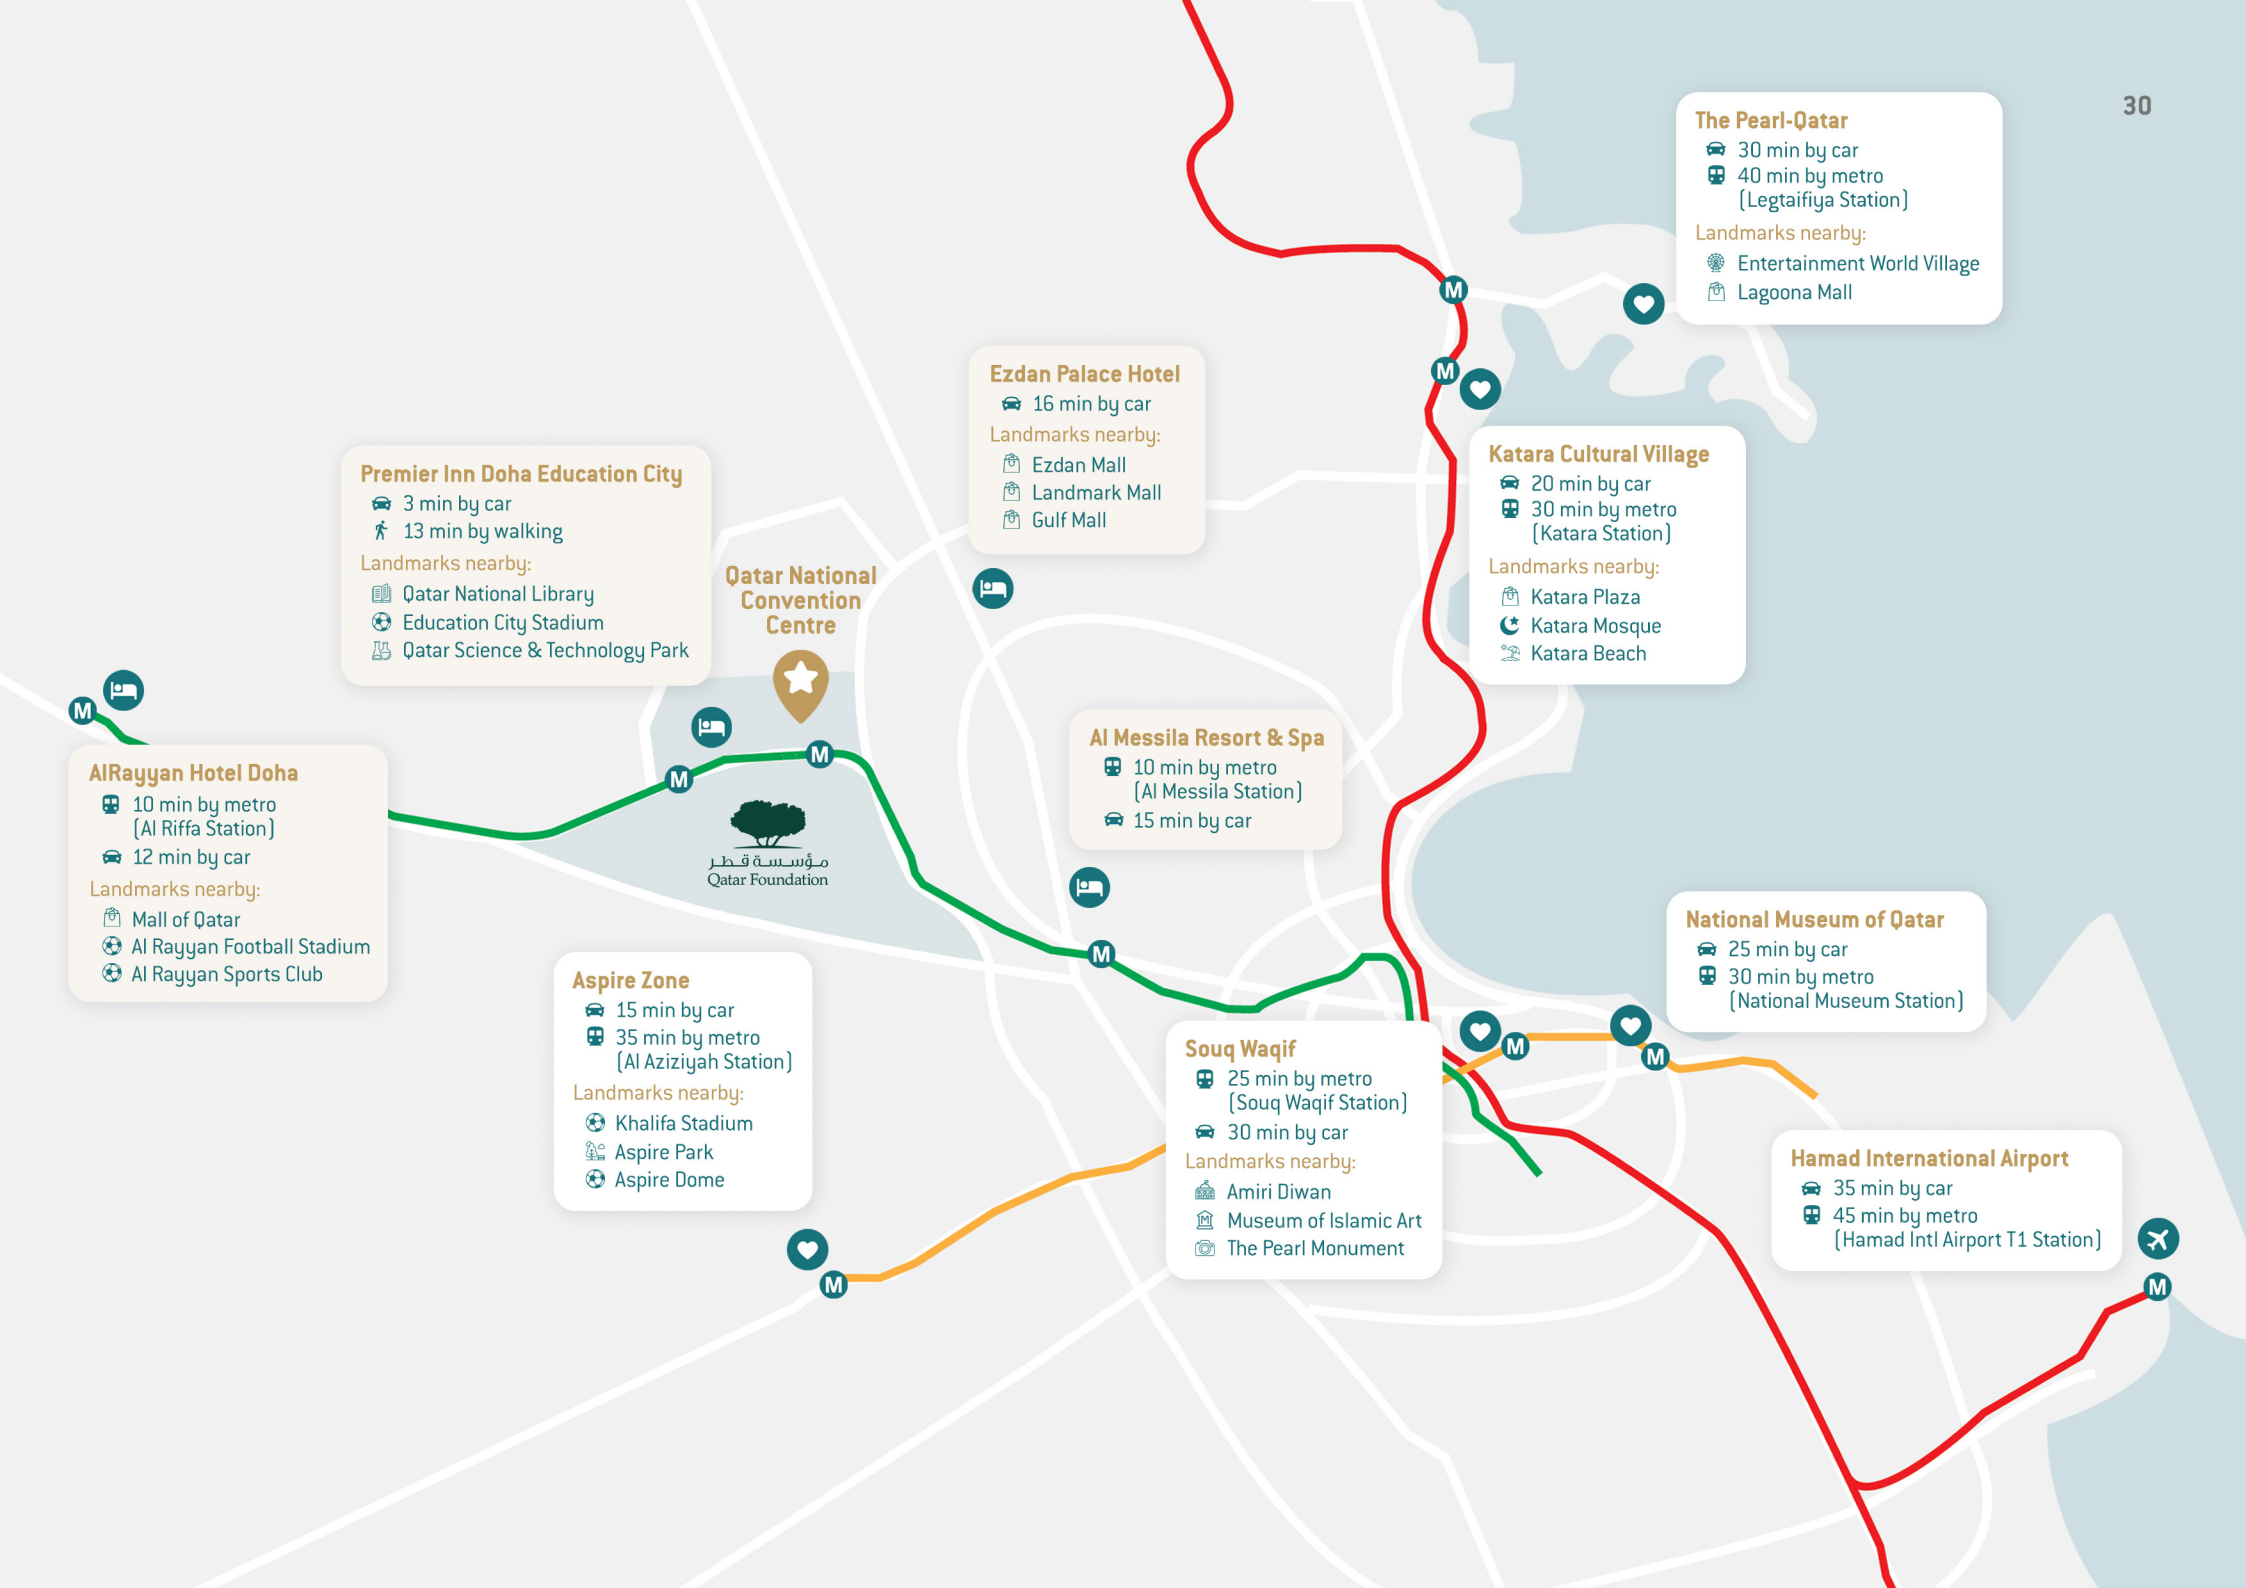 30
The Pearl-Qatar
30 min by car
40 min by metro
(Legtaifiya Station)
Landmarks nearby:
Entertainment World Village
Lagoona Mall
M
M
Ezdan Palace Hotel
16 min by car
Landmarks nearby:
Ezdan Mall
Landmark Mall
Gulf Mall
Katara Cultural Village
20 min by car
30 min by metro
(Katara Station)
Landmarks nearby:
Katara Plaza
Katara Mosque
Katara Beach
Premier Inn Doha Education City
3 min by car
13 min by walking
Landmarks nearby:
Qatar National Library
Education City Stadium
Qatar Science & Technology Park
Qatar National
Convention
Centre
M
M
M
AlRayyan Hotel Doha
10 min by metro
(Al Riffa Station)
12 min by car
Landmarks nearby:
Mall of Qatar
Al Rayyan Football Stadium
Al Rayyan Sports Club
مؤسسة قطر
Qatar Foundation
Al Messila Resort & Spa
10 min by metro
(Al Messila Station)
15 min by car
M
National Museum of Qatar
25 min by car
30 min by metro
(National Museum Station)
Aspire Zone
15 min by car
35 min by metro
(Al Aziziyah Station)
Landmarks nearby:
Khalifa Stadium
Aspire Park
Aspire Dome
M
Souq Waqif
25 min by metro
(Souq Waqif Station)
30 min by car
Landmarks nearby:
Amiri Diwan
Museum of Islamic Art
The Pearl Monument
M
M
Hamad International Airport
35 min by car
45 min by metro
(Hamad Intl Airport T1 Station)
M